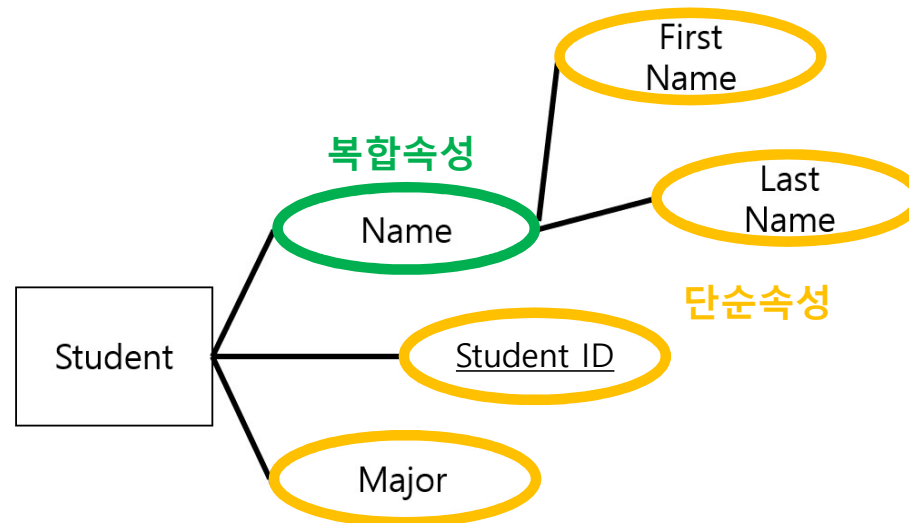 First
Name
복합속성
Last
Name
Name
단순속성
Student
Student ID
Major